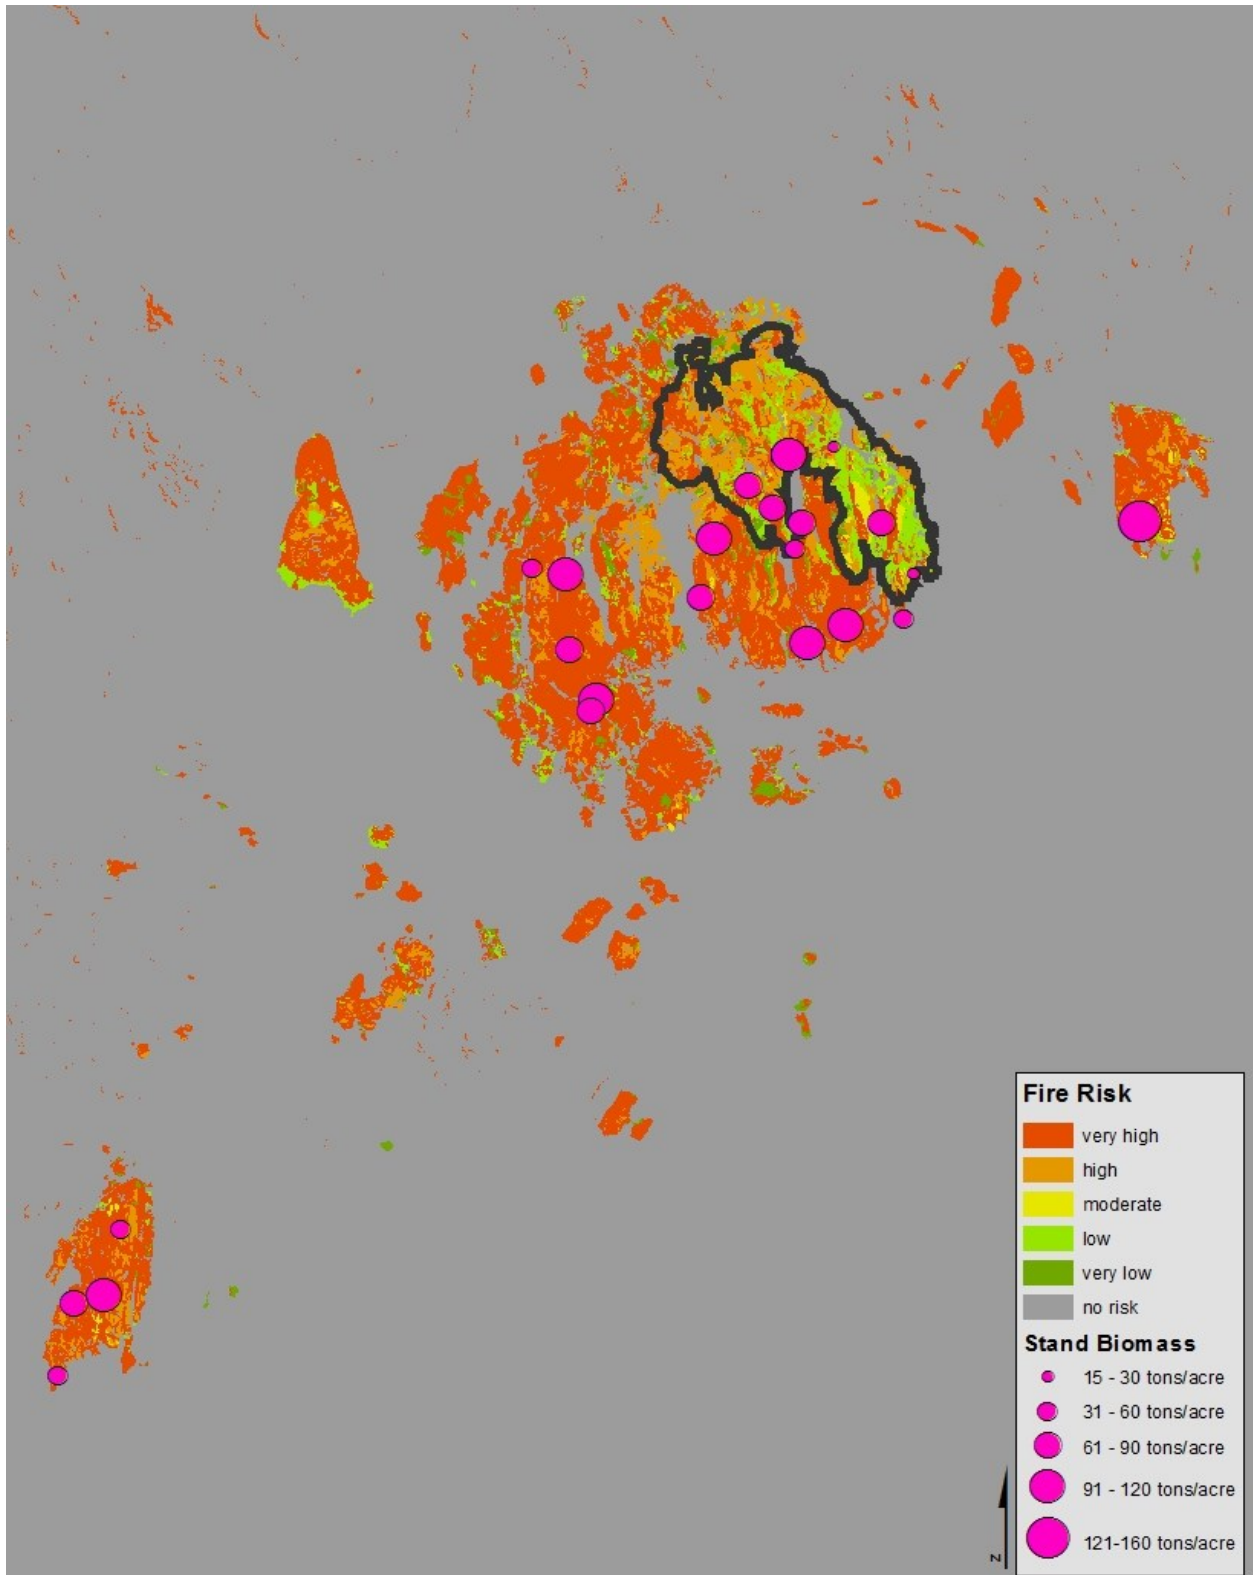 Fire Risk
very high
high
moderate
low
very low
no risk
Stand Biomass
15 - 30 tons/acre
31 - 60 tons/acre
61 - 90 tons/acre
91 - 120 tons/acre
121-160 tons/acre
N